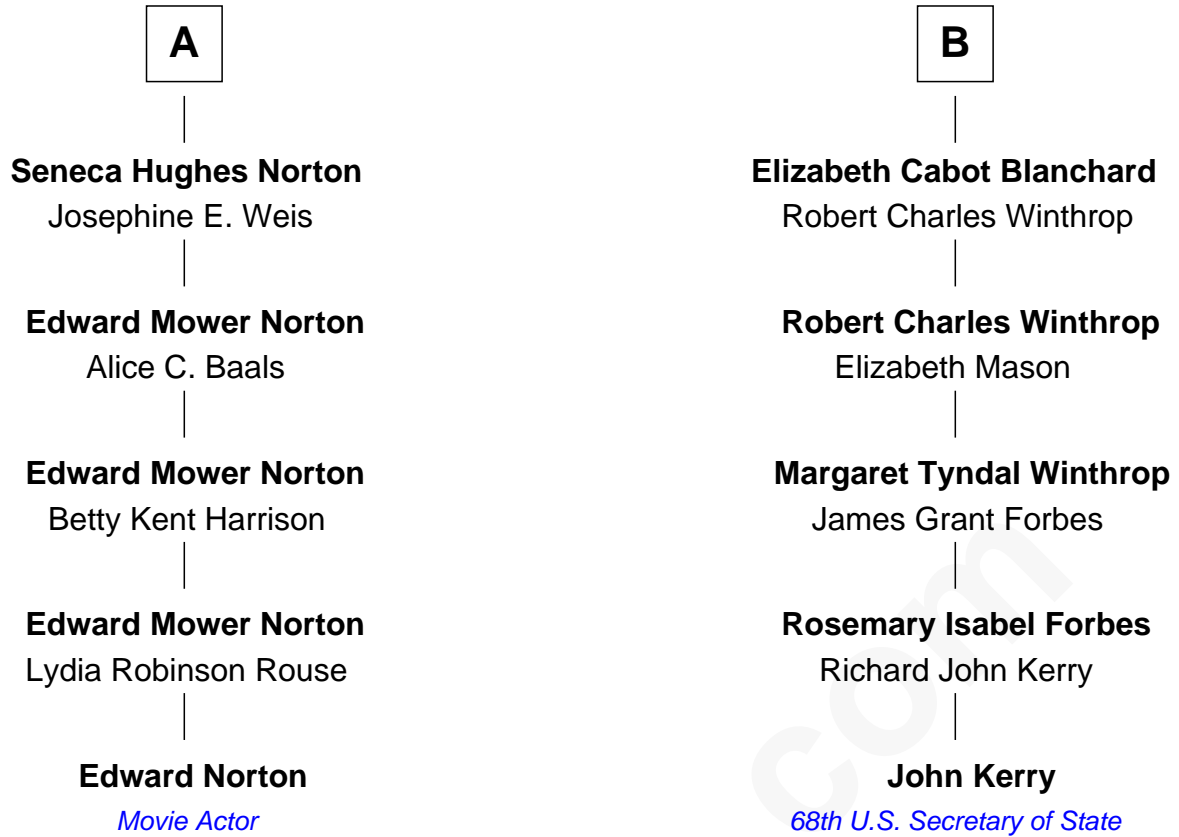 A
Seneca Hughes Norton
Josephine E. Weis
Edward Mower Norton
Alice C. Baals
Edward Mower Norton
Betty Kent Harrison
Edward Mower Norton
Lydia Robinson Rouse
Edward Norton
Movie Actor
B
Elizabeth Cabot Blanchard
Robert Charles Winthrop
Robert Charles Winthrop
Elizabeth Mason
Margaret Tyndal Winthrop
James Grant Forbes
Rosemary Isabel Forbes
Richard John Kerry
John Kerry
68th U.S. Secretary of State
com